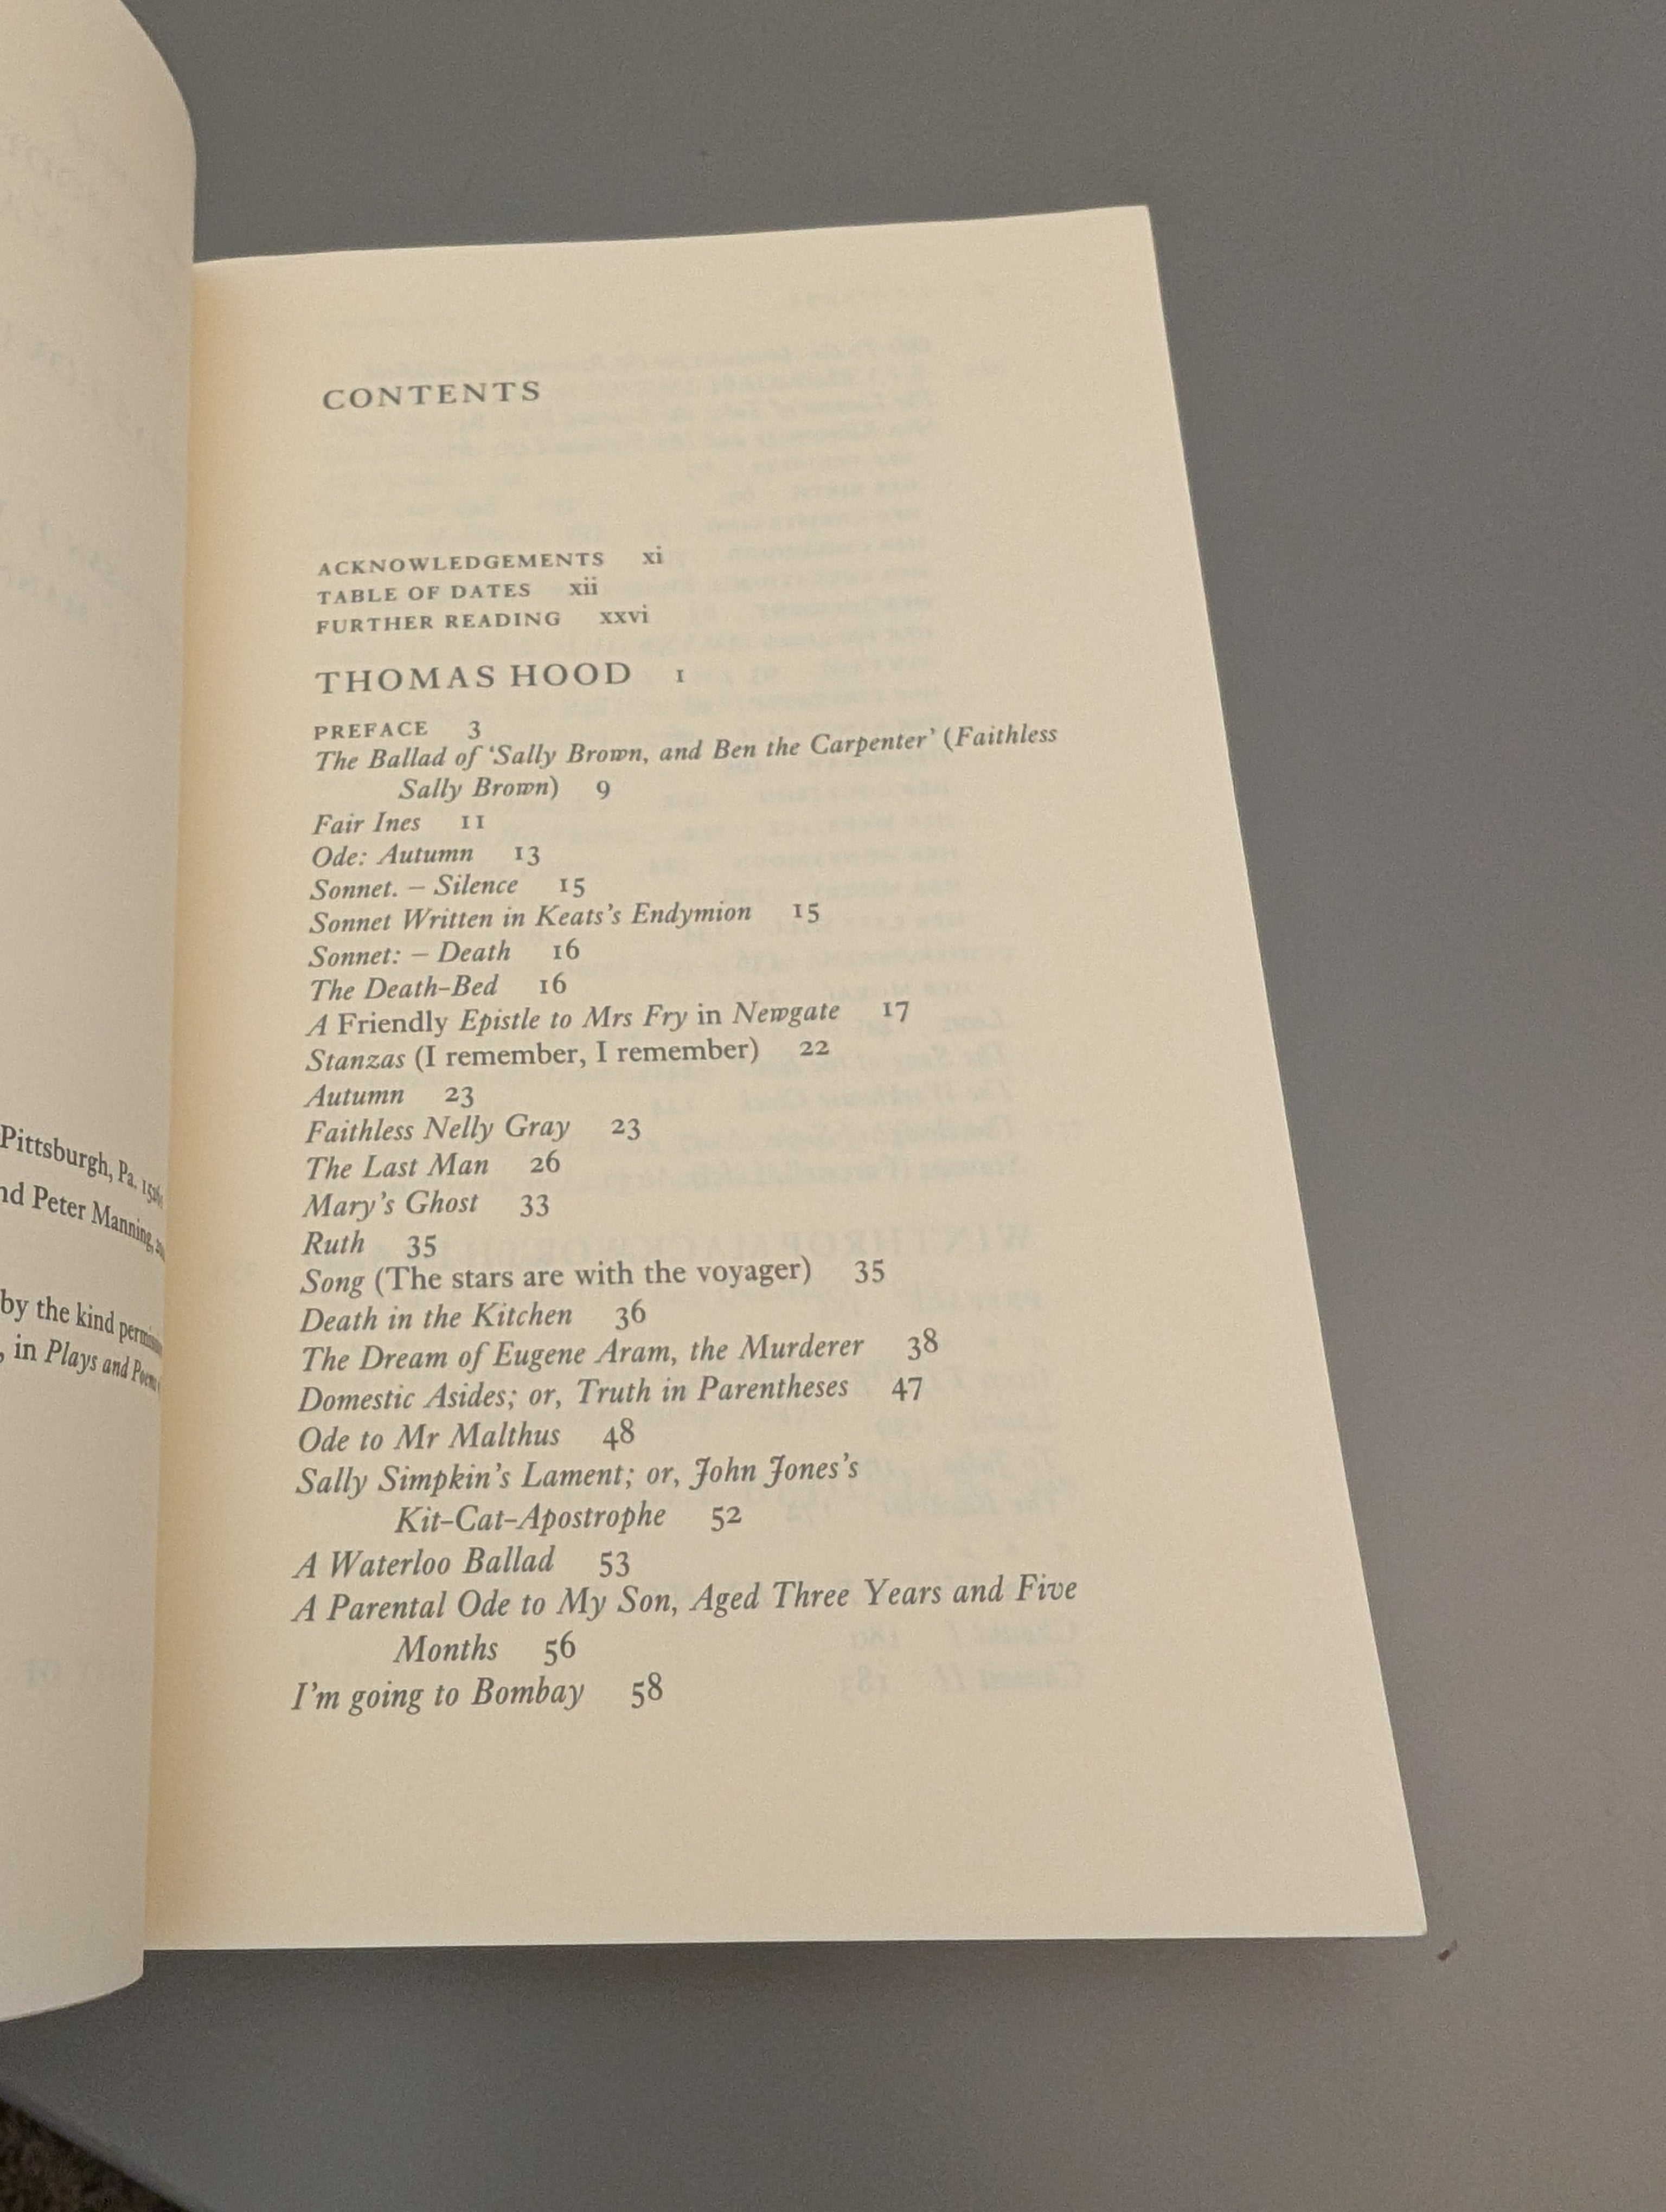 Pittsburgh, Pa.
nd Peter Manning,
by the kind
, in Plays and
CONTENTS
ACKNOWLEDGEMENTS xi
TABLE OF DATES xii
FURTHER READING xxvi
THOMAS HOOD 1
PREFACE 3
The Ballad of ‘Sally Brown, and Ben the Carpenter’ (Faithless
Sally Brown) 9
Fair Ines 11
Ode: Autumn 13
Sonnet. – Silence 15
Sonnet Written in Keats’s Endymion 15
Sonnet: – Death 16
The Death-Bed 16
A Friendly Epistle to Mrs Fry in Newgate 17
Stanzas (I remember, I remember) 22
Autumn 23
Faithless Nelly Gray 23
The Last Man 26
Mary’s Ghost 33
Ruth 35
Song (The stars are with the voyager) 35
Death in the Kitchen 36
The Dream of Eugene Aram, the Murderer 38
Domestic Asides; or, Truth in Parentheses 47
Ode to Mr Malthus 48
Sally Simpkin’s Lament; or, John Jones’s
Kit-Cat-Apostrophe 52
A Waterloo Ballad 53
A Parental Ode to My Son, Aged Three Years and Five
Months 56
I’m going to Bombay 58